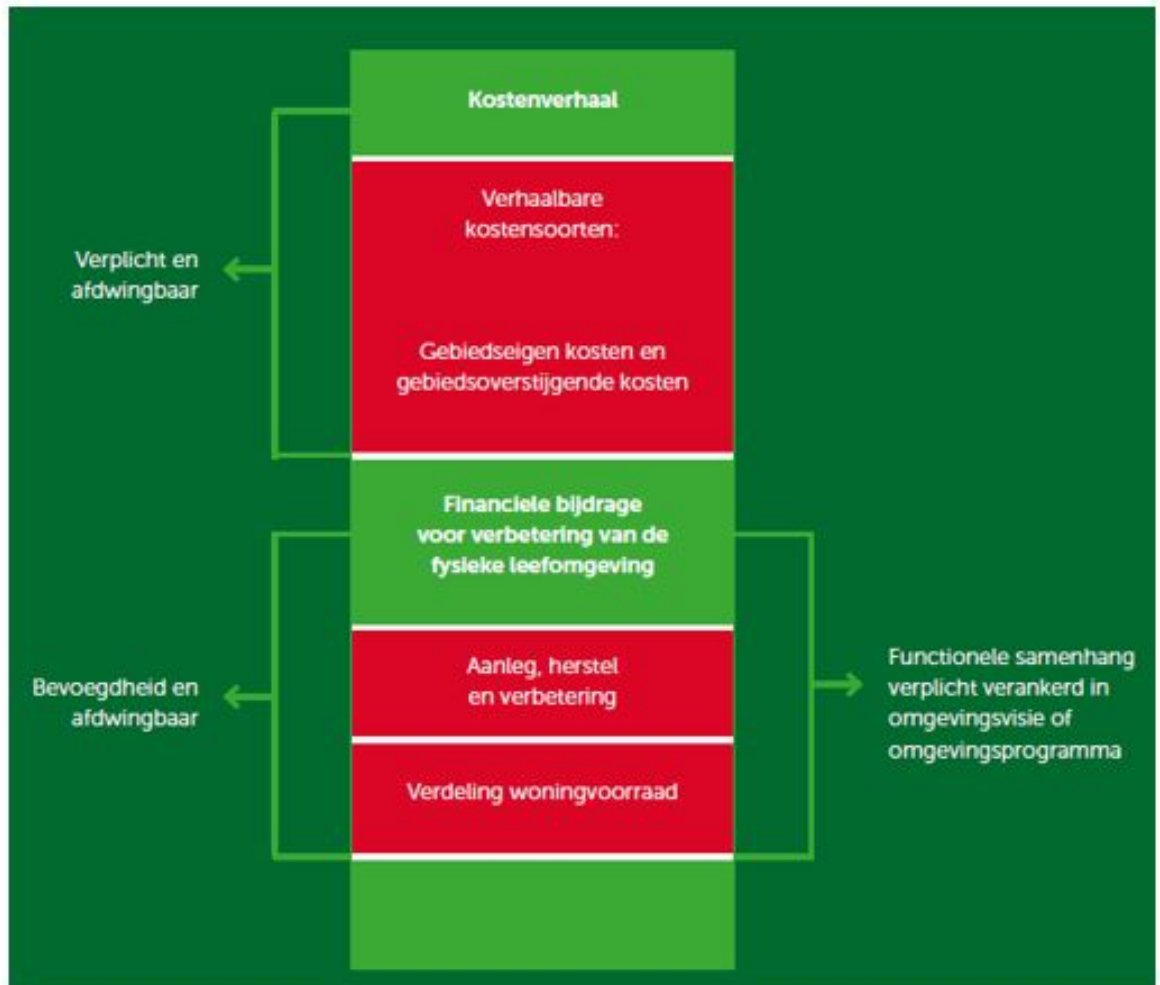 Kostenverhaal
Verhaalbare
kostensoorten:
Verplicht en
afdwingbaar
Gebiedseigen kosten en
gebiedsoverstijgende kosten
Financiele bijdrage
voor verbetering van de
fysieke leefomgeving
Bevoegdheid en
afdwingbaar
Aanleg, herstel
en verbetering
Verdeling woningvoorraad
Functionele samenhang
verplicht verankerd in
omgevingsvisie of
omgevingsprogramma